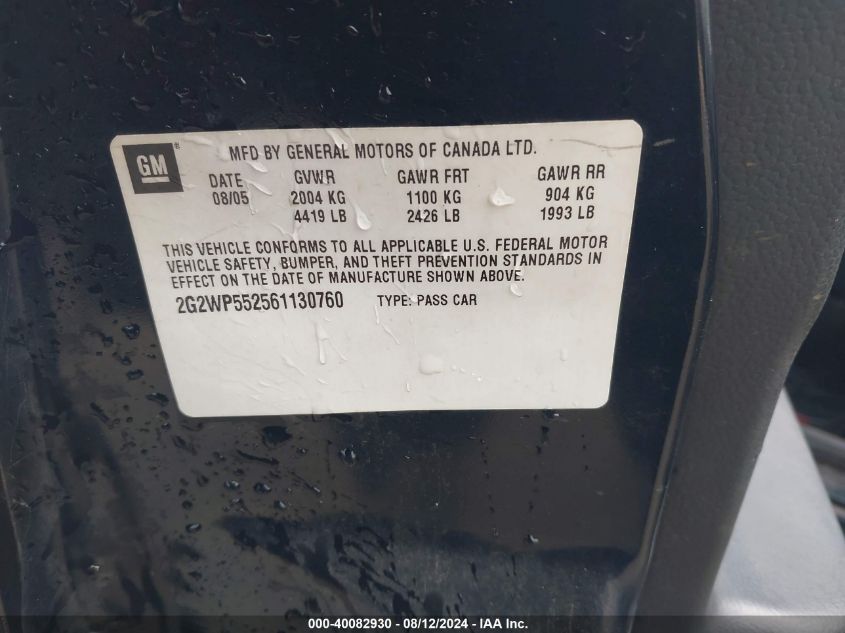 GM ®
MFD BY GENERAL MOTORS OF CANADA LTD.
DATE GVWR GAWR FRT GAWR RR
08/05 2004 KG 1100 KG 904 KG
4419 LB 2426 LB 1993 LB
THIS VEHICLE CONFORMS TO ALL APPLICABLE U.S. FEDERAL MOTOR
VEHICLE SAFETY, BUMPER, AND THEFT PREVENTION STANDARDS IN
EFFECT ON THE DATE OF MANUFACTURE SHOWN ABOVE.
2G2WP552561130760 TYPE: PASS CAR
000-40082930 - 08/12/2024 - IAA Inc.